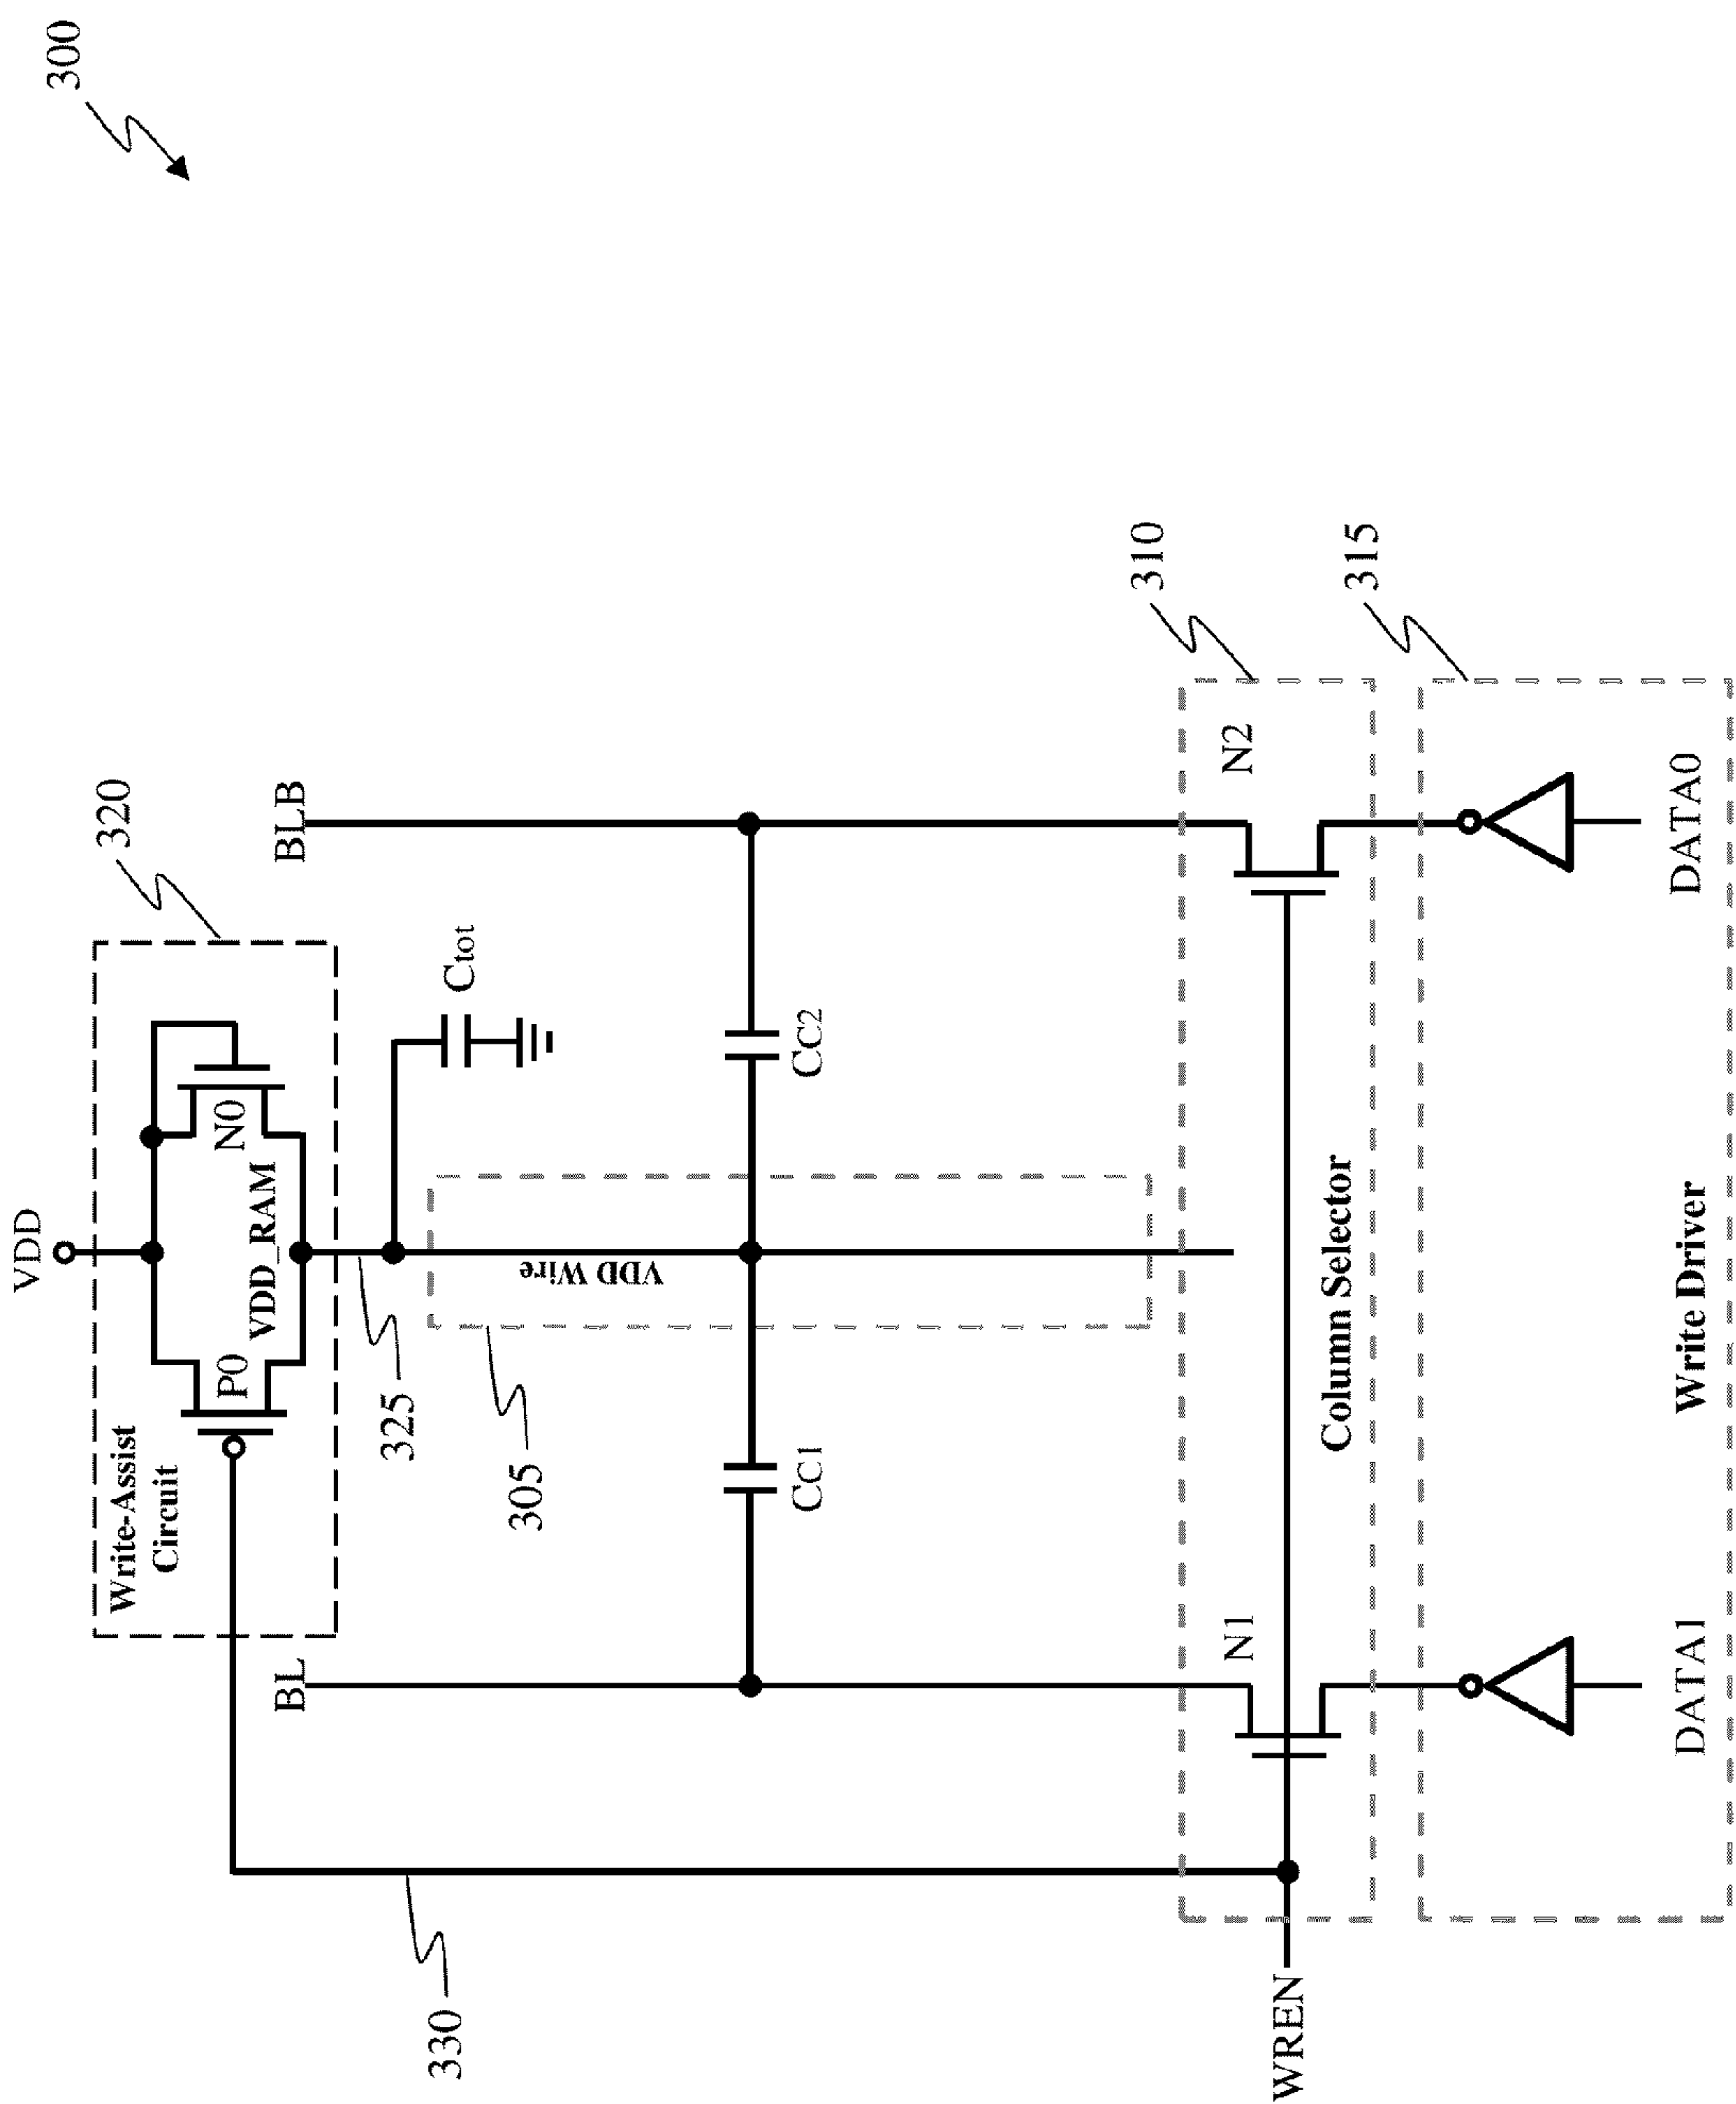 300
VDD
320
Write-Assist
Circuit
P0
VDD_RAM
N0
BL
BLB
325
Ctot
305
VDD Wire
CC1
CC2
330
310
N1
N2
WREN
Column Selector
315
DATA1
Write Driver
DATA0